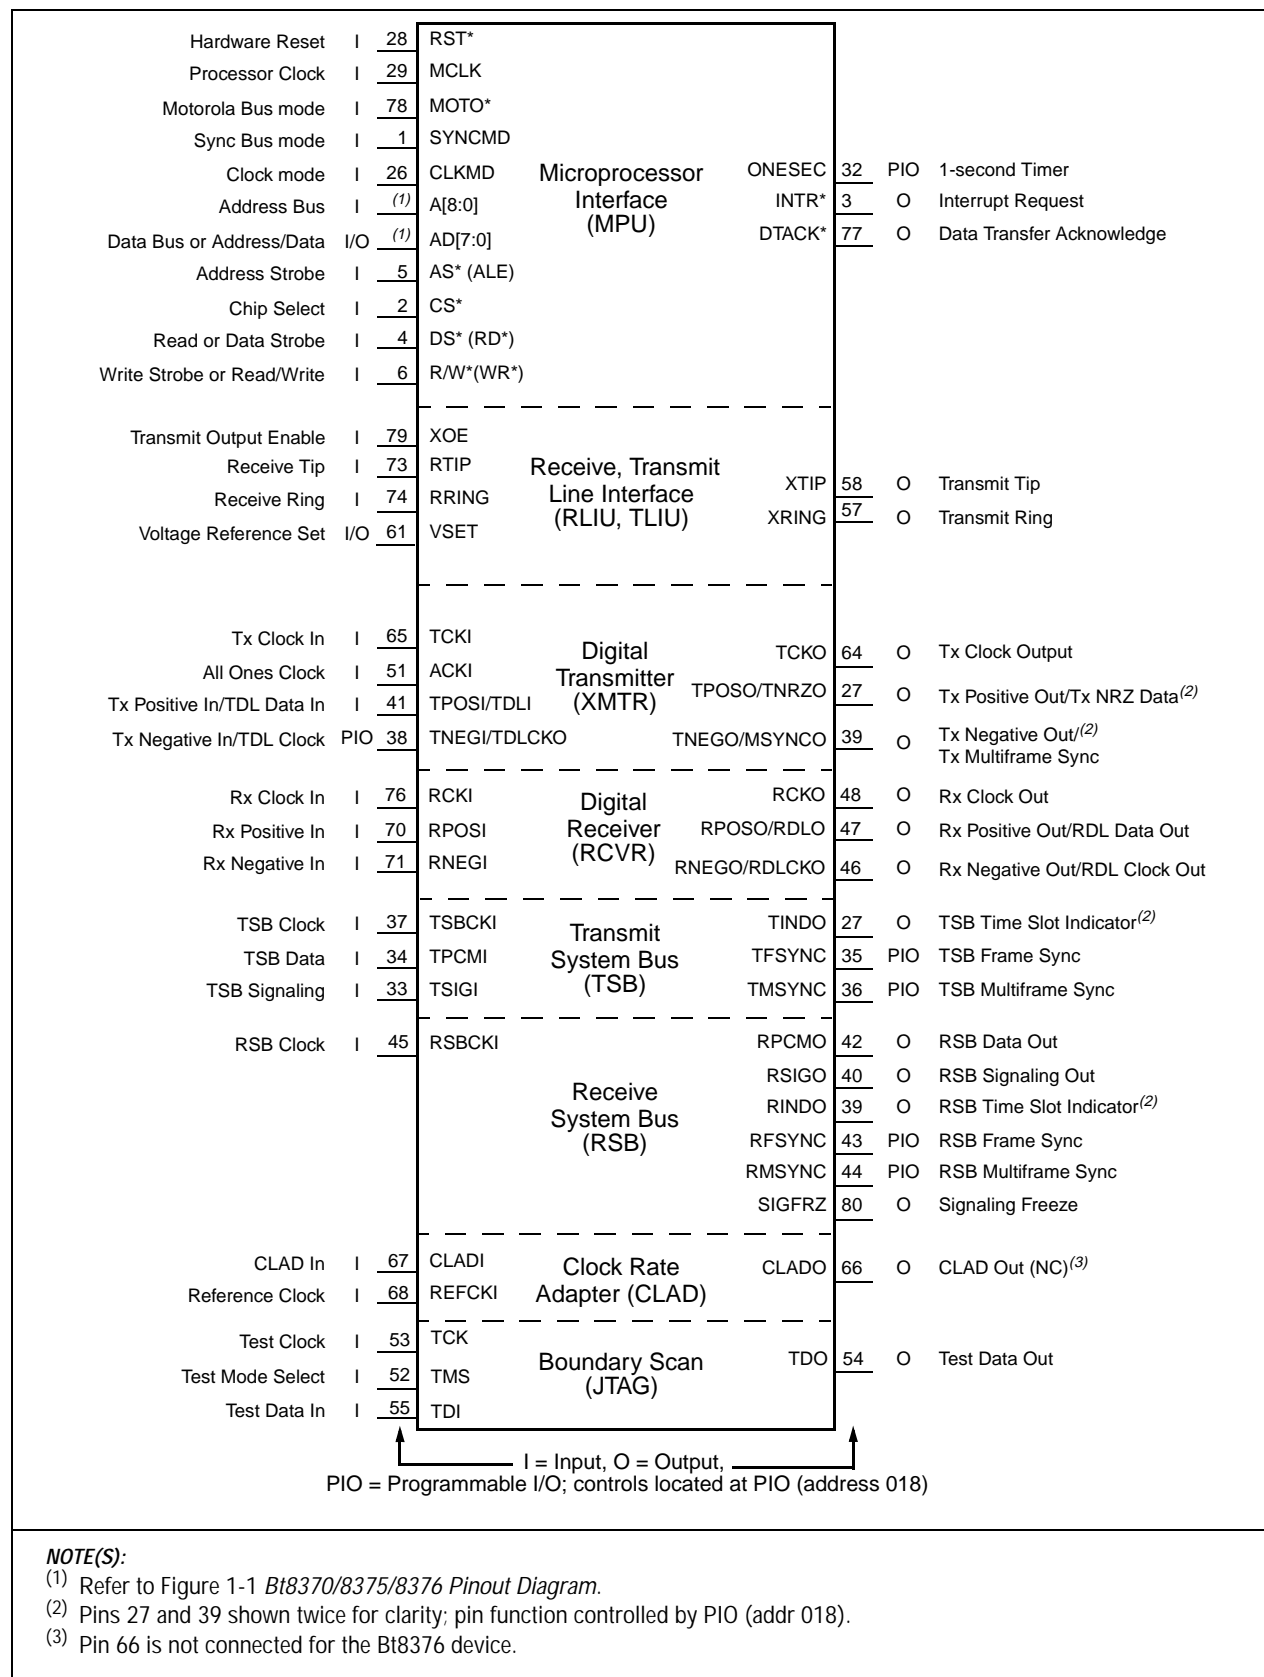 Hardware Reset I 28 RST*
Processor Clock I 29 MCLK
Motorola Bus mode I 78 MOTO*
Sync Bus mode I 1 SYNCMD
Clock mode I 26 CLKMD
Address Bus I (1) A[8:0]
Data Bus or Address/Data I/O (1) AD[7:0]
Address Strobe I 5 AS* (ALE)
Chip Select I 2 CS*
Read or Data Strobe I 4 DS* (RD*)
Write Strobe or Read/Write I 6 R/W*(WR*)
Microprocessor
Interface
(MPU)
ONESEC 32 PIO 1-second Timer
INTR* 3 O Interrupt Request
DTACK* 77 O Data Transfer Acknowledge
Transmit Output Enable I 79 XOE
Receive Tip I 73 RTIP
Receive Ring I 74 RRING
Voltage Reference Set I/O 61 VSET
Receive, Transmit
Line Interface
(RLIU, TLIU)
XTIP 58 O Transmit Tip
XRING 57 O Transmit Ring
Tx Clock In I 65 TCKI
All Ones Clock I 51 ACKI
Tx Positive In/TDL Data In I 41 TPOSI/TDLI
Tx Negative In/TDL Clock PIO 38 TNEGI/TDLCKO
Digital
Transmitter
(XMTR)
TCKO 64 O Tx Clock Output
TPOSO/TNRZO 27 O Tx Positive Out/Tx NRZ Data(2)
TNEGO/MSYNCO 39 O Tx Negative Out/(2)
Tx Multiframe Sync
Rx Clock In I 76 RCKI
Rx Positive In I 70 RPOSI
Rx Negative In I 71 RNEGI
Digital
Receiver
(RCVR)
RCKO 48 O Rx Clock Out
RPOSO/RDLO 47 O Rx Positive Out/RDL Data Out
RNEGO/RDLCKO 46 O Rx Negative Out/RDL Clock Out
TSB Clock I 37 TSBCKI
TSB Data I 34 TPCMI
TSB Signaling I 33 TSIGI
Transmit
System Bus
(TSB)
TINDO 27 O TSB Time Slot Indicator(2)
TFSYNC 35 PIO TSB Frame Sync
TMSYNC 36 PIO TSB Multiframe Sync
RSB Clock I 45 RSBCKI
Receive
System Bus
(RSB)
RPCMO 42 O RSB Data Out
RSIGO 40 O RSB Signaling Out
RINDO 39 O RSB Time Slot Indicator(2)
RFSYNC 43 PIO RSB Frame Sync
RMSYNC 44 PIO RSB Multiframe Sync
SIGFRZ 80 O Signaling Freeze
CLAD In I 67 CLADI
Reference Clock I 68 REFCKI
Clock Rate
Adapter (CLAD)
CLADO 66 O CLAD Out (NC)(3)
Test Clock I 53 TCK
Test Mode Select I 52 TMS
Test Data In I 55 TDI
Boundary Scan
(JTAG)
TDO 54 O Test Data Out
I = Input, O = Output,
PIO = Programmable I/O; controls located at PIO (address 018)
NOTE(S):
(1) Refer to Figure 1-1 Bt8370/8375/8376 Pinout Diagram.
(2) Pins 27 and 39 shown twice for clarity; pin function controlled by PIO (addr 018).
(3) Pin 66 is not connected for the Bt8376 device.